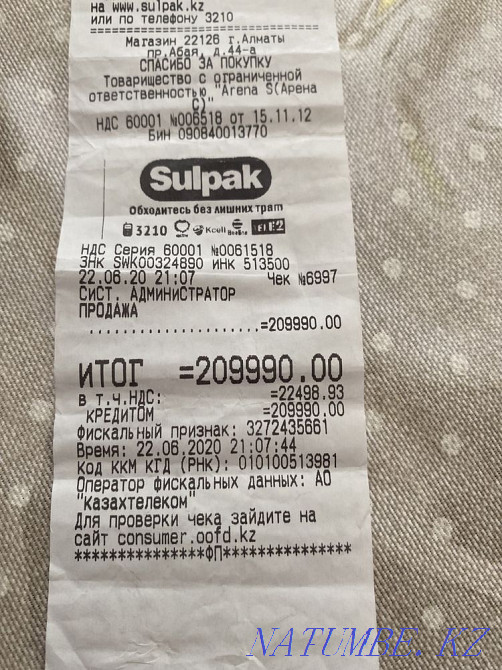 на www.sulpak.kz
или по телефону 3210
================================
Магазин 22126 г.Алматы
пр.Абая, д.44-а
СПАСИБО ЗА ПОКУПКУ
Товарищество с ограниченной
ответственностью "Arena S(Арена
С)"
НДС 60001 №006518 от 15.11.12
БИН 090840013770
Sulpak
Обходитесь без лишних трат
3210 Kcell
НДС Серия 60001 №0061518
ЗНК SWK00324890 ИНК 513500
22.06.20 21:07 Чек №6997
СИСТ. АДМИНИСТРАТОР
ПРОДАЖА
.....................=209990.00
ИТОГ =209990.00
в т.ч.НДС: =22498.93
КРЕДИТОМ =209990.00
Фискальный признак: 3272435661
Время: 22.06.2020 21:07:44
Код ККМ КГД (РНК): 010100513981
Оператор фискальных данных: АО
"Казахтелеком"
Для проверки чека зайдите на
сайт consumer.oofd.kz
***************ФП***************
NATUMBE.KZ